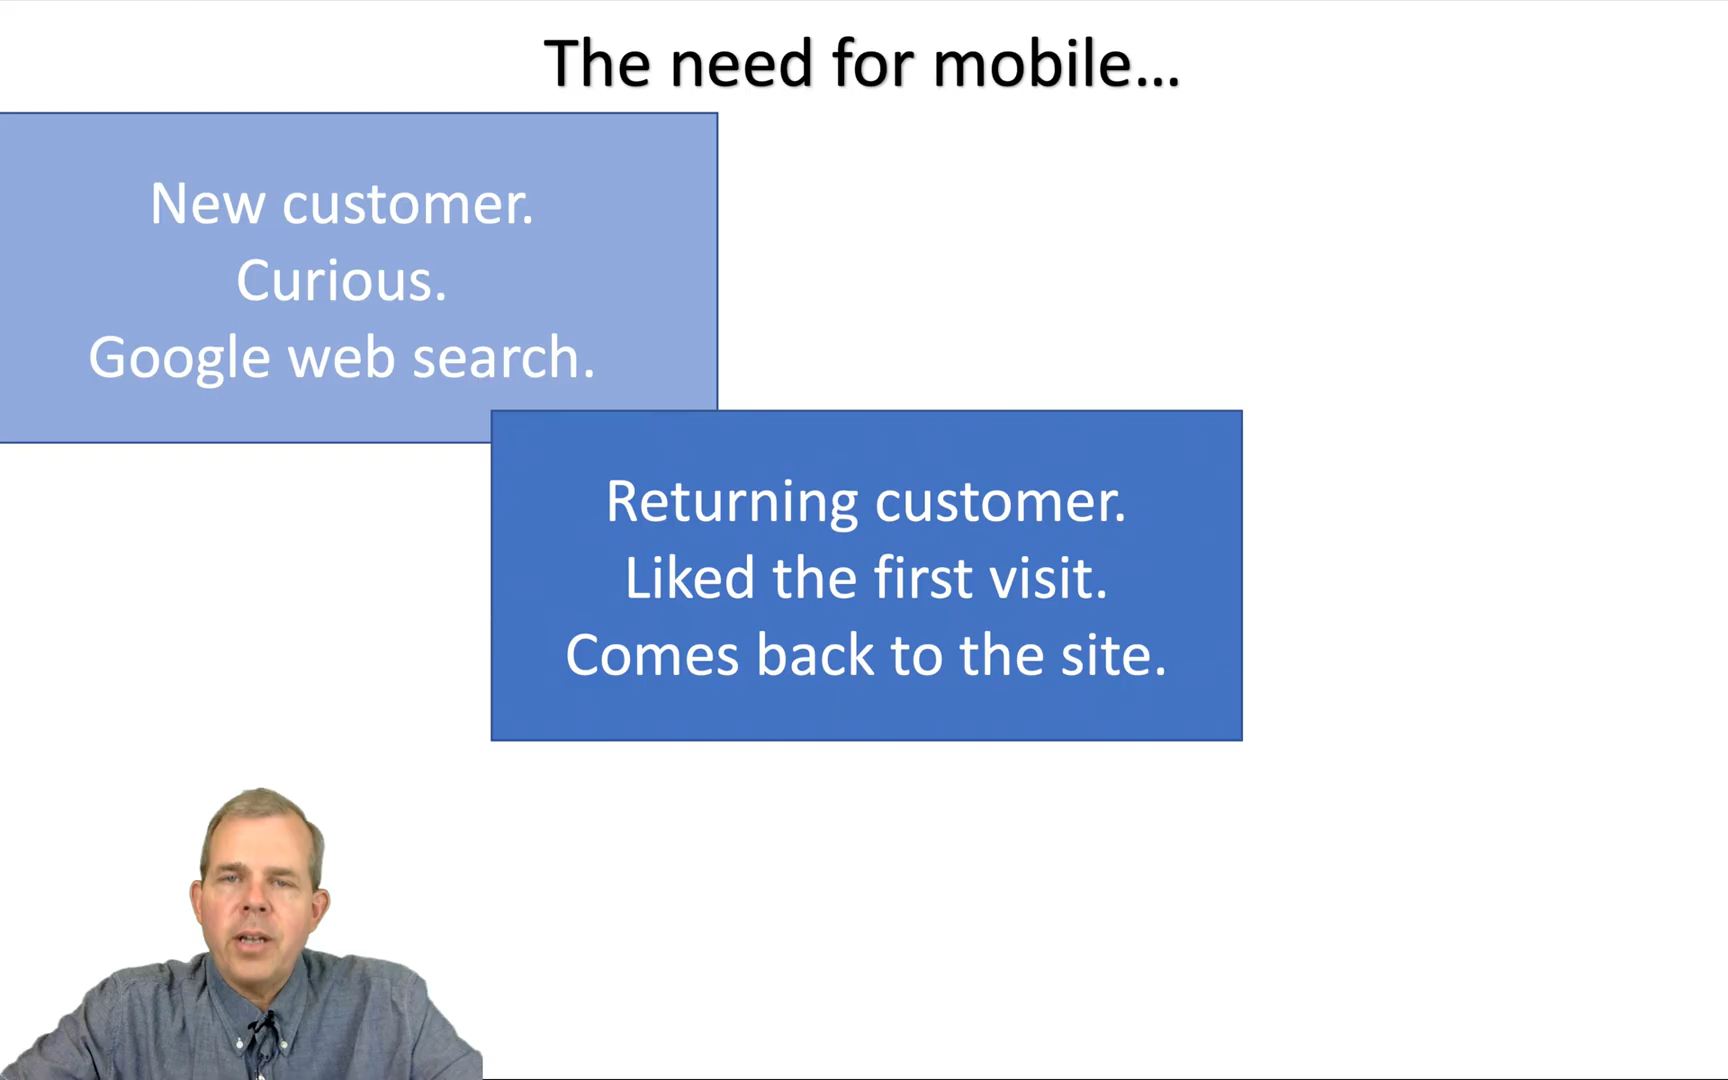 The need for mobile...
New customer.
Curious.
Google web search.
Returning customer.
Liked the first visit.
Comes back to the site.